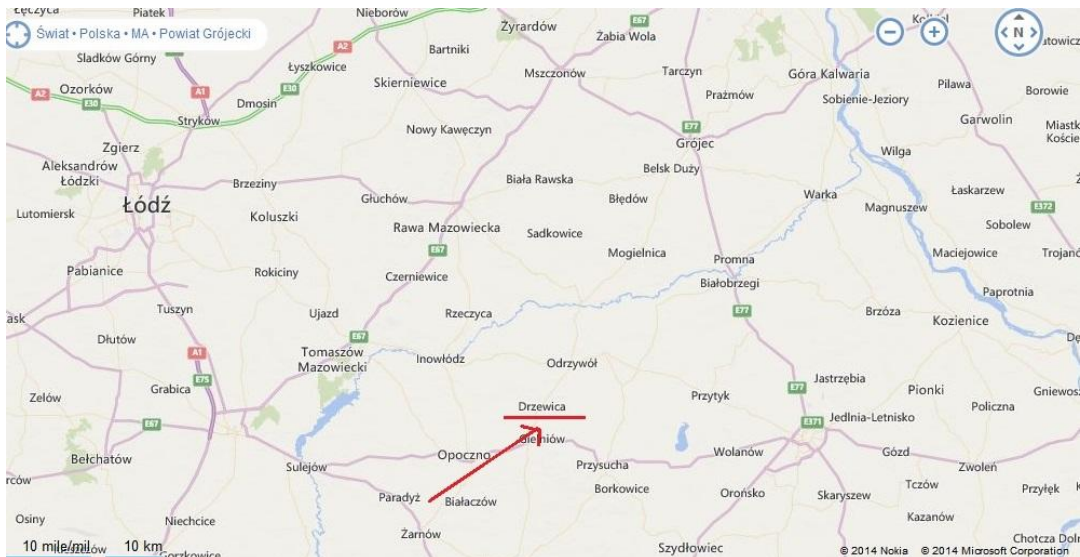 Łęczyca Piatek Nieborów Żyrardów E67 Żabia Wola
Świat • Polska • MA • Powiat Grójecki
A2 Bartniki
Sladków Górny Łyszkowice Skierniewice Mszczonów Tarczyn Góra Kalwaria Pilawa
A2 Ozorków E30 A1 E30 Prażmów Sobienie-Jeziory Borowie
Dmosin
Stryków Nowy Kawęczyn E77 Garwolin
Zgierz Grójec Wilga
Aleksandrów Łódzki Brzeziny Biała Rawska Belsk Duży
Głuchów Błędów Warka Łaskarzew
Lutomiersk Łódź Koluszki Magnuszew E372
Rawa Mazowiecka Sadkowice Sobolew
E67 Mogielnica Promna Maciejowice
Pabianice Rokiciny Czerniewice Białobrzegi Paprotnia
Tuszyn Ujazd Rzeczyca E77 Brzóza Kozienice
Dłutów A1 E67
Tomaszów Mazowiecki Inowłódz Odrzywół
Zelów Grabica E75 E77 Jastrzębia Pionki
Drzewica Przytyk Policzna
E67 E371 Jedlnia-Letnisko
Bełchatów Opoczno Wolanów Gózd
Sulejów Przysucha Zwoleń
Paradyż Białaczów Borkowice Orońsko Skaryszew Tczów Przyłęk
Osiny Niechcice Kazanów
Żarnów
10 mile/mil 10 km Szydłowiec
© 2014 Nokia © 2014 Microsoft Corporation